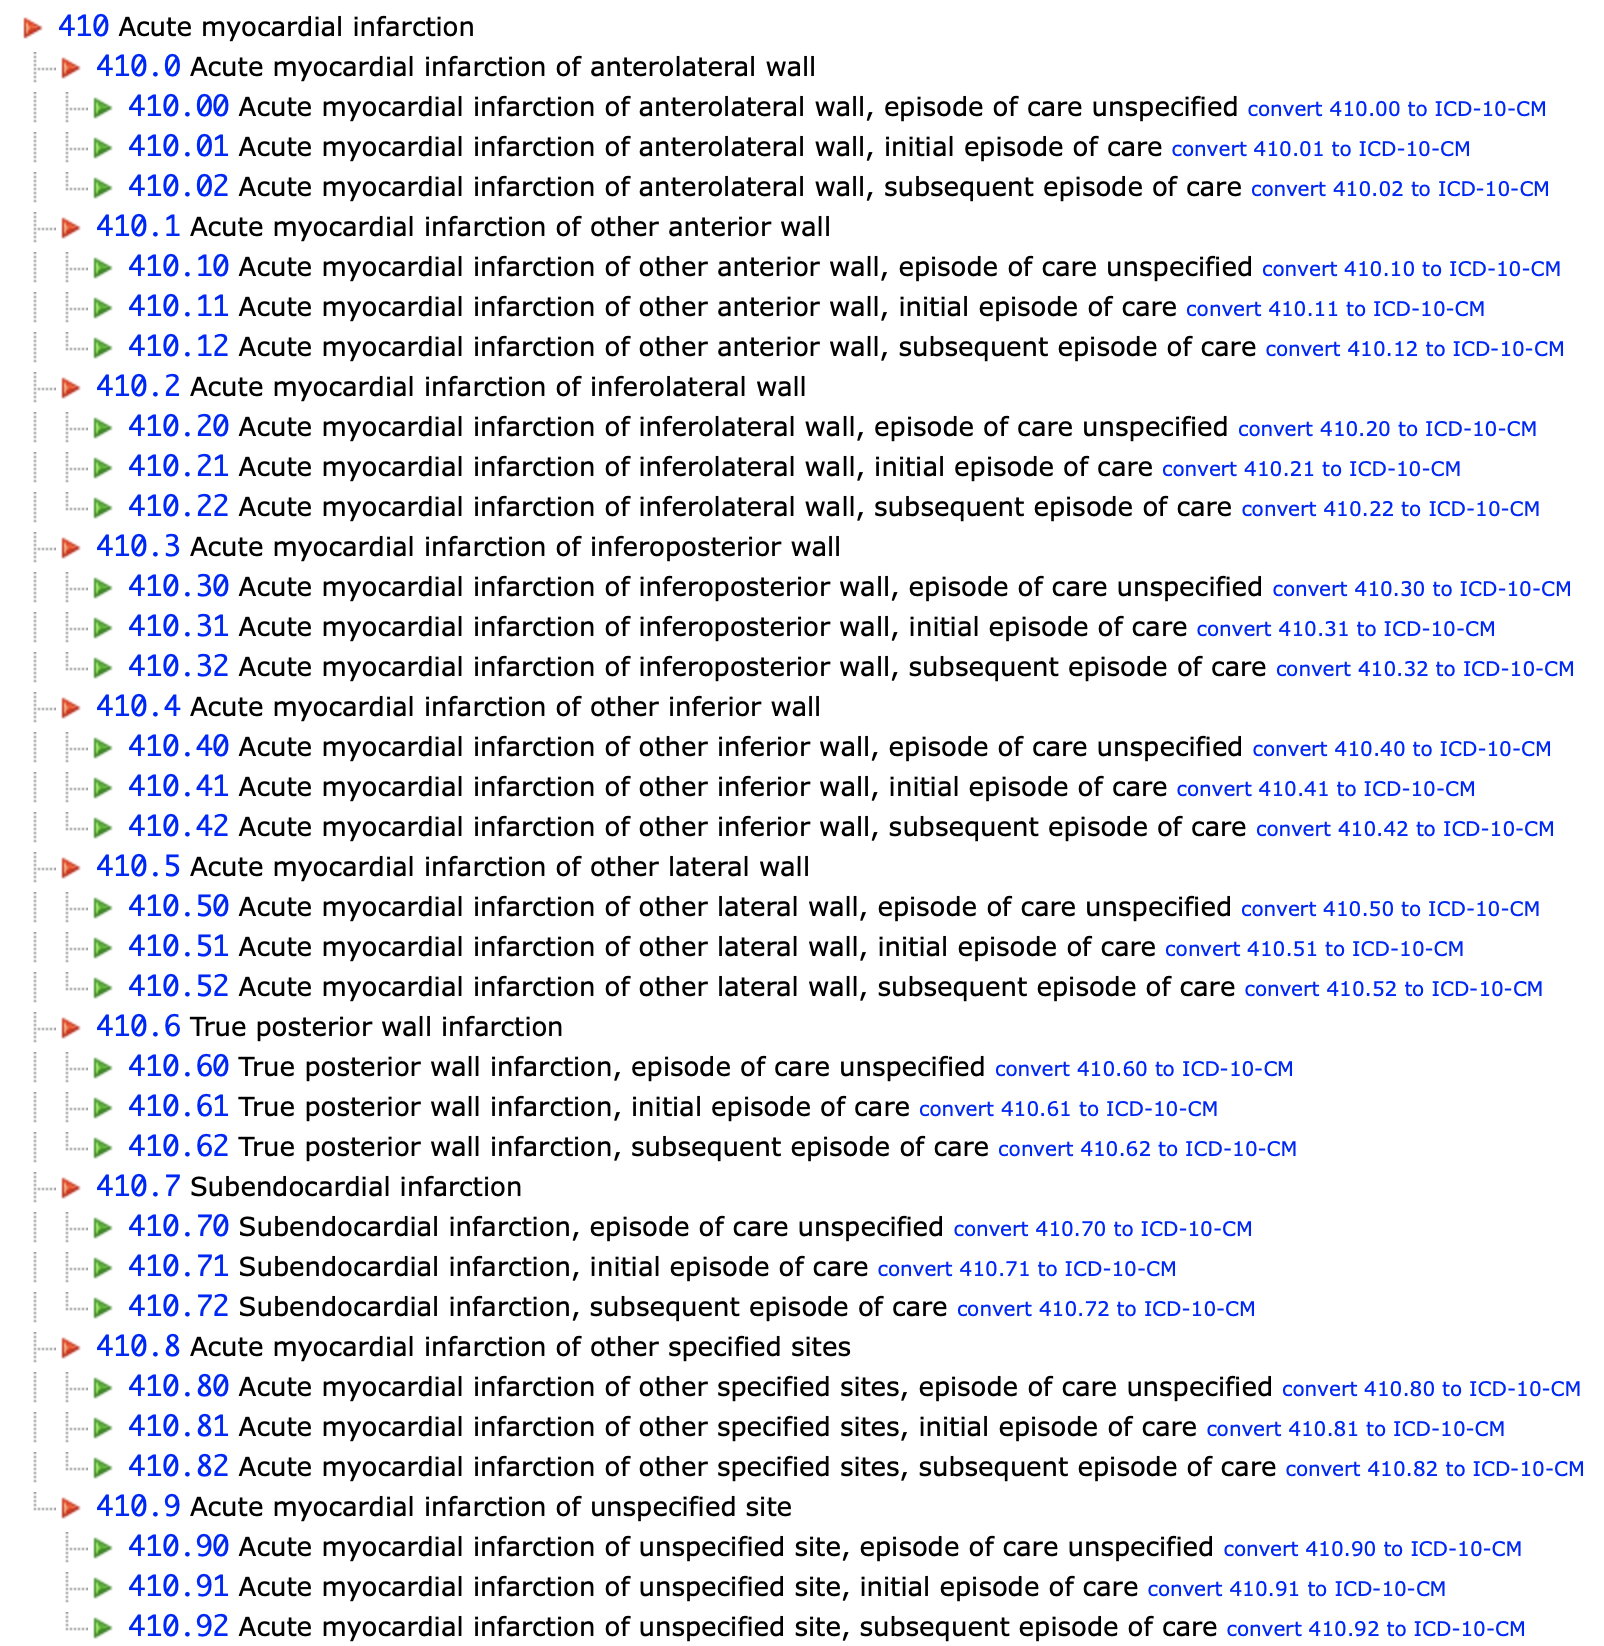 410 Acute myocardial infarction
410.0 Acute myocardial infarction of anterolateral wall
410.00 Acute myocardial infarction of anterolateral wall, episode of care unspecified convert 410.00 to ICD-10-CM
410.01 Acute myocardial infarction of anterolateral wall, initial episode of care convert 410.01 to ICD-10-CM
410.02 Acute myocardial infarction of anterolateral wall, subsequent episode of care convert 410.02 to ICD-10-CM
410.1 Acute myocardial infarction of other anterior wall
410.10 Acute myocardial infarction of other anterior wall, episode of care unspecified convert 410.10 to ICD-10-CM
410.11 Acute myocardial infarction of other anterior wall, initial episode of care convert 410.11 to ICD-10-CM
410.12 Acute myocardial infarction of other anterior wall, subsequent episode of care convert 410.12 to ICD-10-CM
410.2 Acute myocardial infarction of inferolateral wall
410.20 Acute myocardial infarction of inferolateral wall, episode of care unspecified convert 410.20 to ICD-10-CM
410.21 Acute myocardial infarction of inferolateral wall, initial episode of care convert 410.21 to ICD-10-CM
410.22 Acute myocardial infarction of inferolateral wall, subsequent episode of care convert 410.22 to ICD-10-CM
410.3 Acute myocardial infarction of inferoposterior wall
410.30 Acute myocardial infarction of inferoposterior wall, episode of care unspecified convert 410.30 to ICD-10-CM
410.31 Acute myocardial infarction of inferoposterior wall, initial episode of care convert 410.31 to ICD-10-CM
410.32 Acute myocardial infarction of inferoposterior wall, subsequent episode of care convert 410.32 to ICD-10-CM
410.4 Acute myocardial infarction of other inferior wall
410.40 Acute myocardial infarction of other inferior wall, episode of care unspecified convert 410.40 to ICD-10-CM
410.41 Acute myocardial infarction of other inferior wall, initial episode of care convert 410.41 to ICD-10-CM
410.42 Acute myocardial infarction of other inferior wall, subsequent episode of care convert 410.42 to ICD-10-CM
410.5 Acute myocardial infarction of other lateral wall
410.50 Acute myocardial infarction of other lateral wall, episode of care unspecified convert 410.50 to ICD-10-CM
410.51 Acute myocardial infarction of other lateral wall, initial episode of care convert 410.51 to ICD-10-CM
410.52 Acute myocardial infarction of other lateral wall, subsequent episode of care convert 410.52 to ICD-10-CM
410.6 True posterior wall infarction
410.60 True posterior wall infarction, episode of care unspecified convert 410.60 to ICD-10-CM
410.61 True posterior wall infarction, initial episode of care convert 410.61 to ICD-10-CM
410.62 True posterior wall infarction, subsequent episode of care convert 410.62 to ICD-10-CM
410.7 Subendocardial infarction
410.70 Subendocardial infarction, episode of care unspecified convert 410.70 to ICD-10-CM
410.71 Subendocardial infarction, initial episode of care convert 410.71 to ICD-10-CM
410.72 Subendocardial infarction, subsequent episode of care convert 410.72 to ICD-10-CM
410.8 Acute myocardial infarction of other specified sites
410.80 Acute myocardial infarction of other specified sites, episode of care unspecified convert 410.80 to ICD-10-CM
410.81 Acute myocardial infarction of other specified sites, initial episode of care convert 410.81 to ICD-10-CM
410.82 Acute myocardial infarction of other specified sites, subsequent episode of care convert 410.82 to ICD-10-CM
410.9 Acute myocardial infarction of unspecified site
410.90 Acute myocardial infarction of unspecified site, episode of care unspecified convert 410.90 to ICD-10-CM
410.91 Acute myocardial infarction of unspecified site, initial episode of care convert 410.91 to ICD-10-CM
410.92 Acute myocardial infarction of unspecified site, subsequent episode of care convert 410.92 to ICD-10-CM